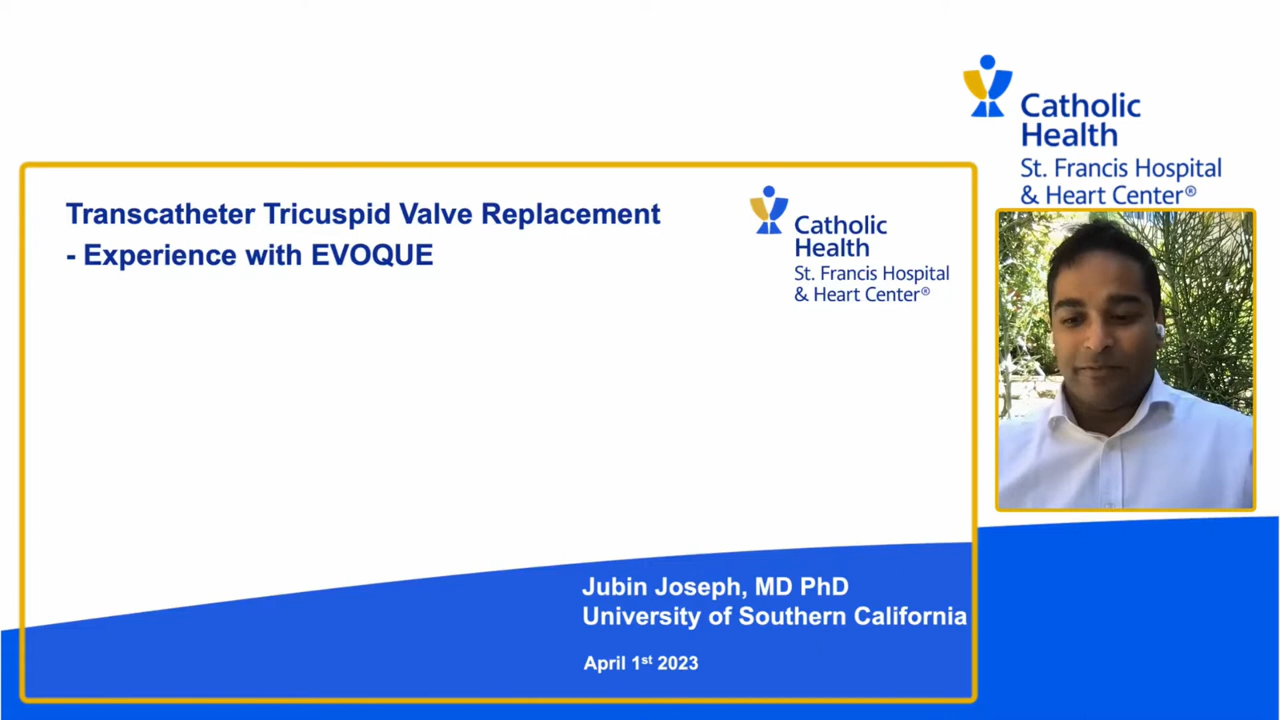 Catholic
Health
St. Francis Hospital
& Heart Center®
Transcatheter Tricuspid Valve Replacement
- Experience with EVOQUE
Catholic
Health
St. Francis Hospital
& Heart Center®
Jubin Joseph, MD PhD
University of Southern California
April 1st 2023